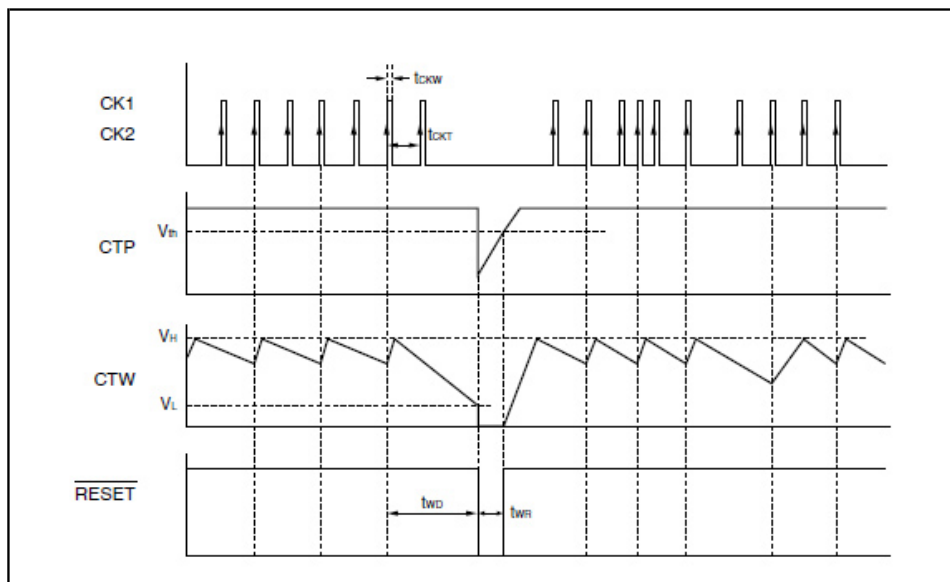 tCKW
CK1
CK2
tCKT
Vth
CTP
VH
CTW
VL
RESET
tWD
tWR